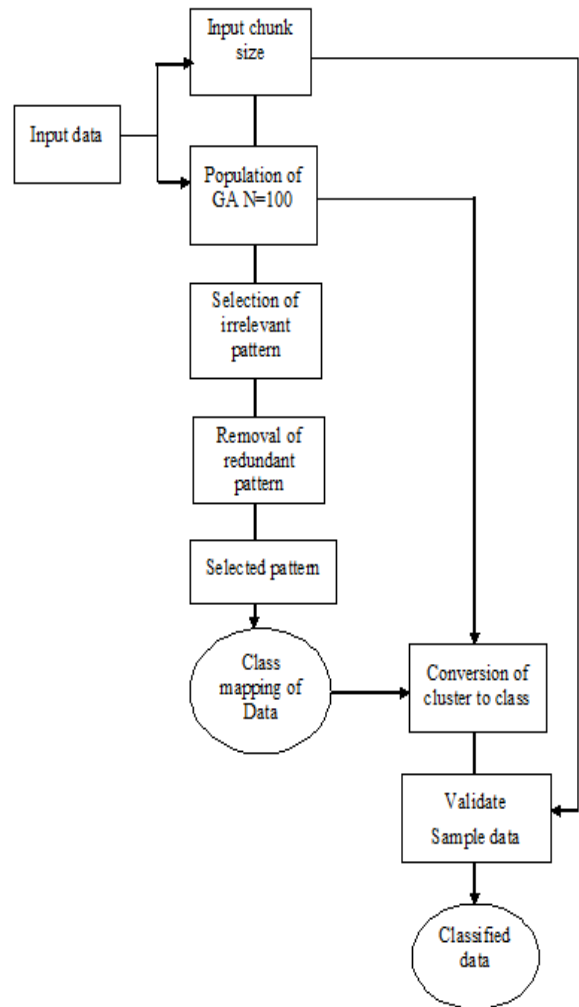 Input chunk
size
Input data
Population of
GA N=100
Selection of
irrelevant
pattern
Removal of
redundant
pattern
Selected pattern
Class
mapping of
Data
Conversion of
cluster to class
Validate
Sample data
Classified
data